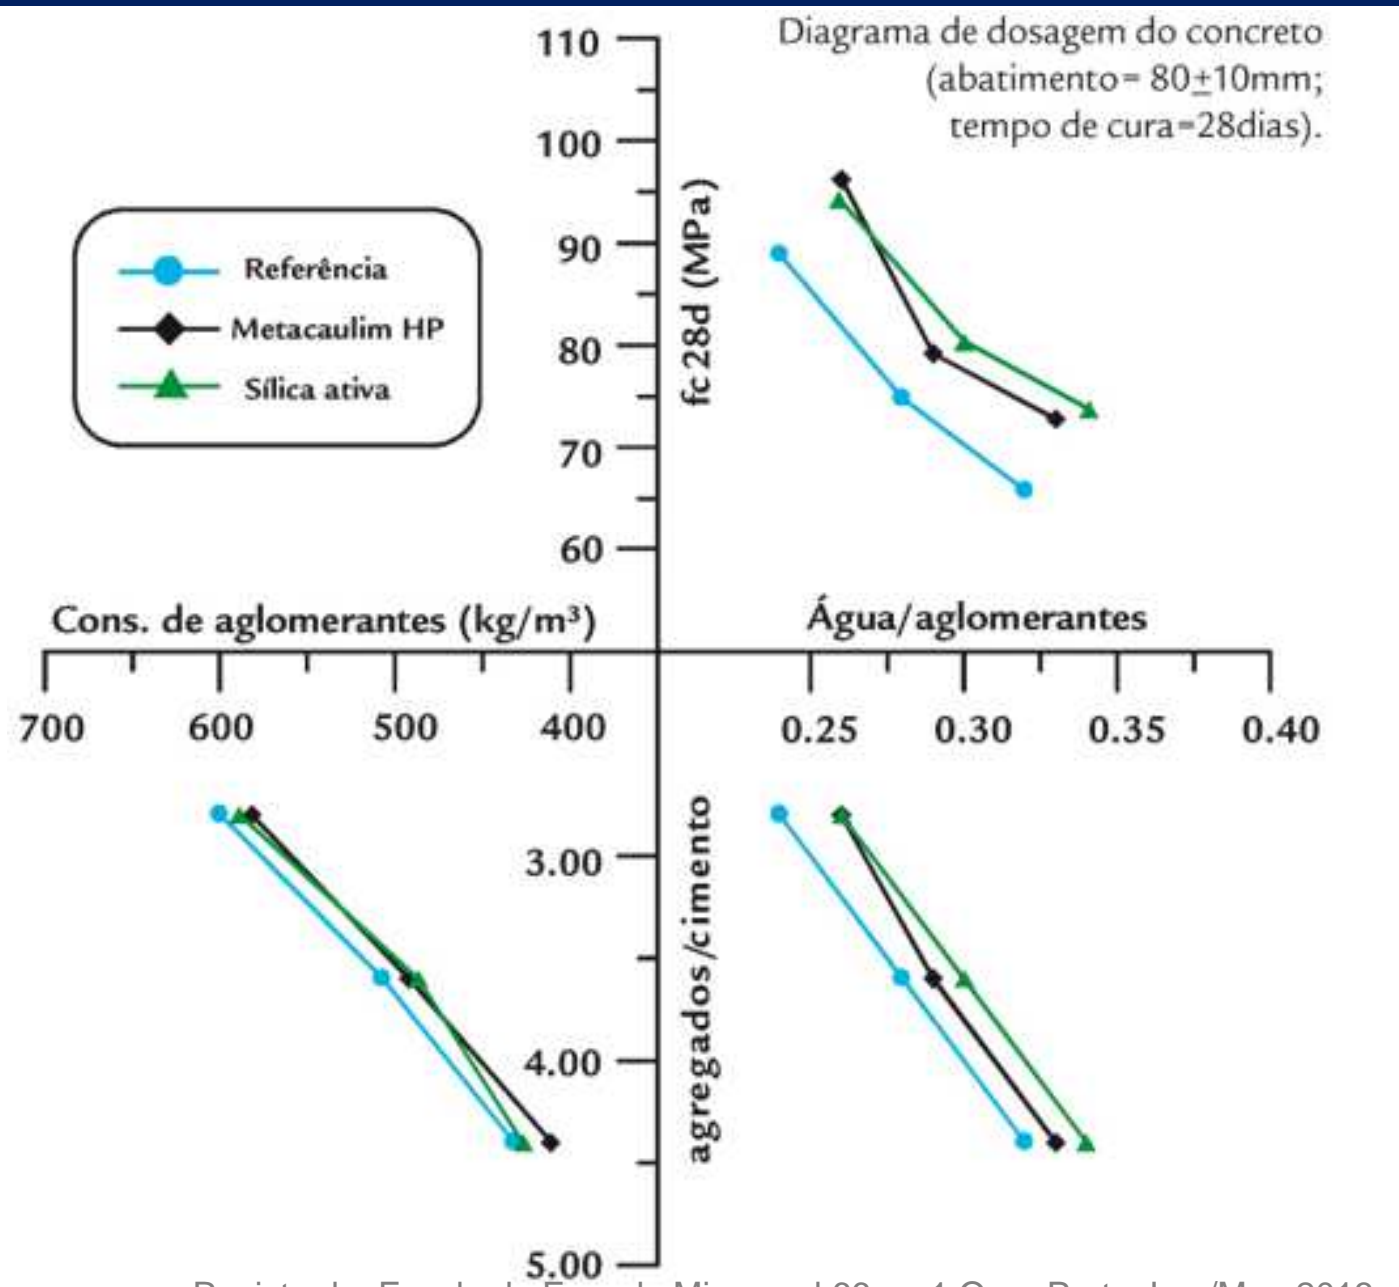 Diagrama de dosagem do concreto
(abatimento= 80±10mm;
tempo de cura=28dias).
110
100
90
80
70
60
fc 28d (MPa)
Referência
Metacaulim HP
Sílica ativa
Cons. de aglomerantes (kg/m³)
Água/aglomerantes
700 600 500 400
0.25 0.30 0.35 0.40
3.00
4.00
5.00
agregados/cimento